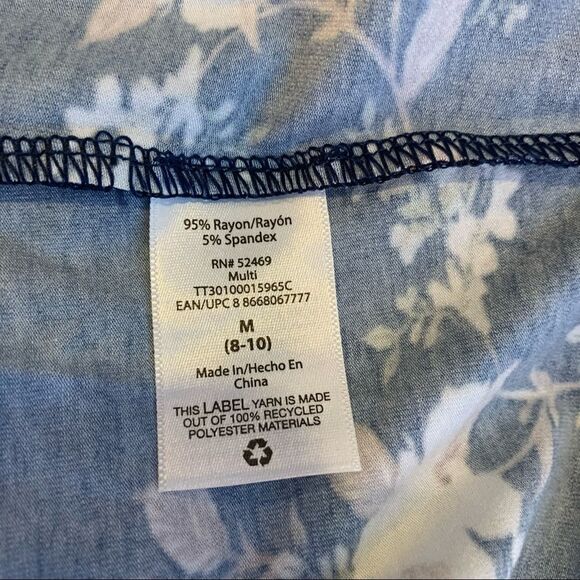 95% Rayon/Rayón
5% Spandex
RN# 52469
Multi
TT30100015965C
EAN/UPC 8 8668067777
M
(8-10)
Made In/Hecho En
China
THIS LABEL YARN IS MADE
OUT OF 100% RECYCLED
POLYESTER MATERIALS